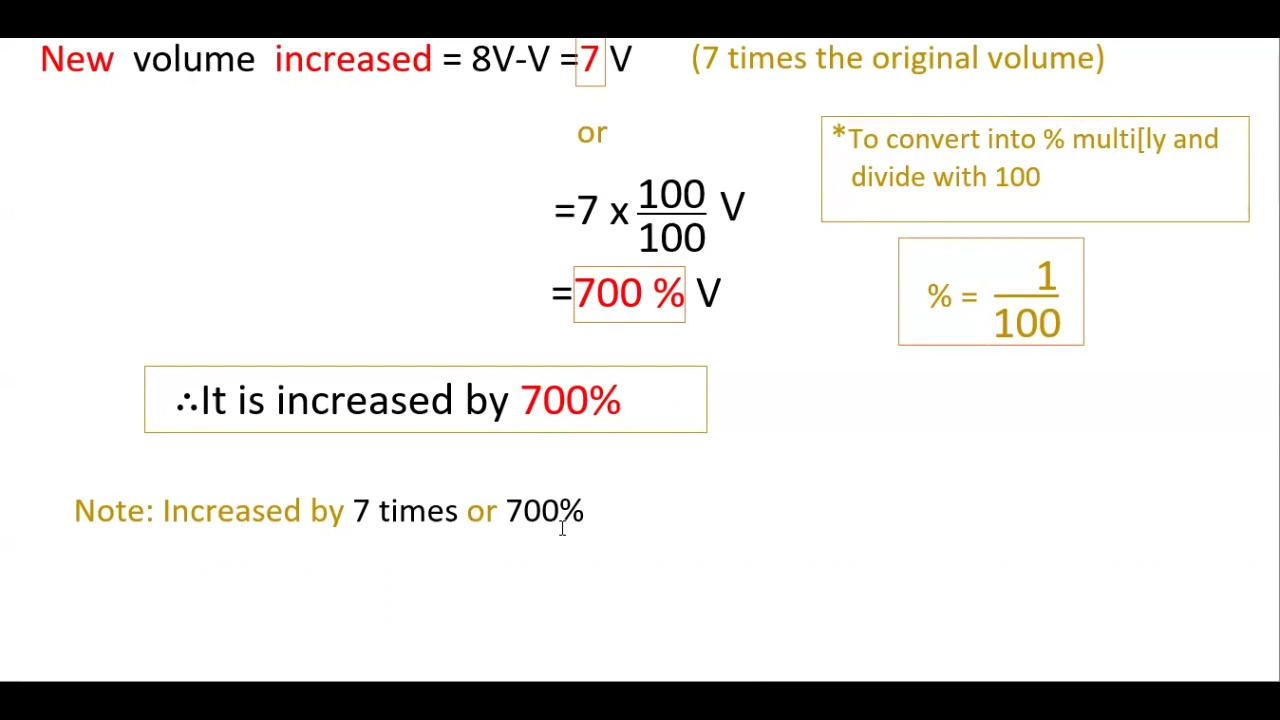 New volume increased = 8V-V =7 V (7 times the original volume)
or
*To convert into % multi[ly and
divide with 100
=7 x 100/100 V
% = 1/100
=700 % V
∴It is increased by 700%
Note: Increased by 7 times or 700%